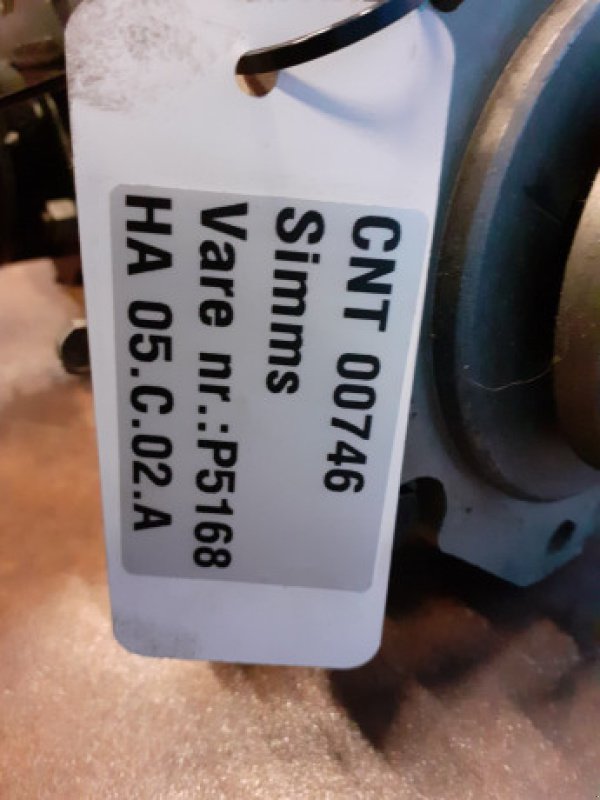 CNT 00746
Simms
Vare nr.:P5168
HA 05.C.02.A